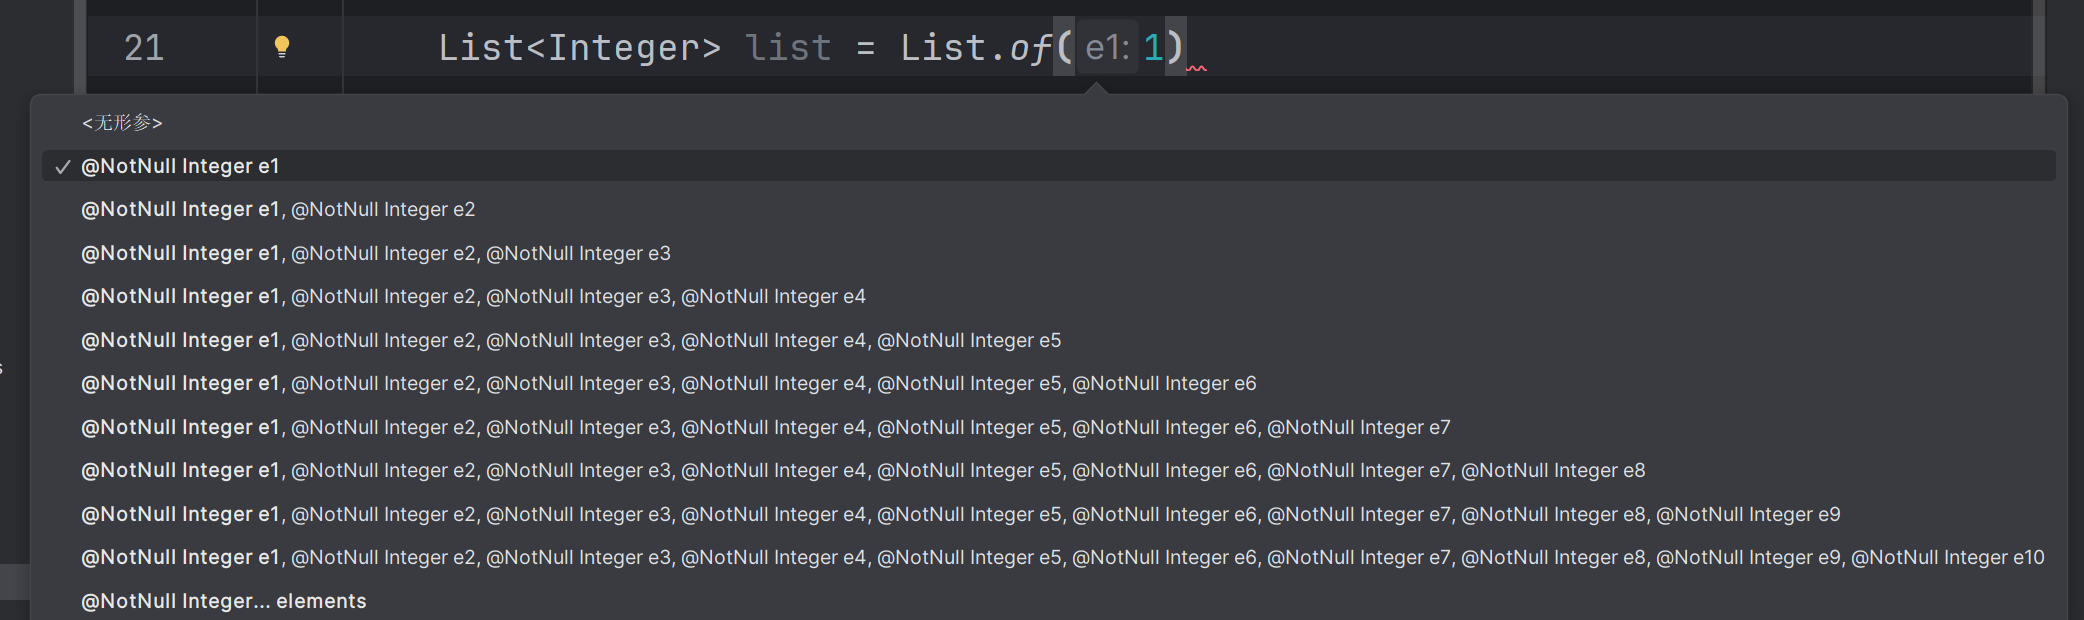 21 List<Integer> list = List.of(e1: 1)
<无形参>
@NotNull Integer e1
@NotNull Integer e1, @NotNull Integer e2
@NotNull Integer e1, @NotNull Integer e2, @NotNull Integer e3
@NotNull Integer e1, @NotNull Integer e2, @NotNull Integer e3, @NotNull Integer e4
@NotNull Integer e1, @NotNull Integer e2, @NotNull Integer e3, @NotNull Integer e4, @NotNull Integer e5
@NotNull Integer e1, @NotNull Integer e2, @NotNull Integer e3, @NotNull Integer e4, @NotNull Integer e5, @NotNull Integer e6
@NotNull Integer e1, @NotNull Integer e2, @NotNull Integer e3, @NotNull Integer e4, @NotNull Integer e5, @NotNull Integer e6, @NotNull Integer e7
@NotNull Integer e1, @NotNull Integer e2, @NotNull Integer e3, @NotNull Integer e4, @NotNull Integer e5, @NotNull Integer e6, @NotNull Integer e7, @NotNull Integer e8
@NotNull Integer e1, @NotNull Integer e2, @NotNull Integer e3, @NotNull Integer e4, @NotNull Integer e5, @NotNull Integer e6, @NotNull Integer e7, @NotNull Integer e8, @NotNull Integer e9
@NotNull Integer e1, @NotNull Integer e2, @NotNull Integer e3, @NotNull Integer e4, @NotNull Integer e5, @NotNull Integer e6, @NotNull Integer e7, @NotNull Integer e8, @NotNull Integer e9, @NotNull Integer e10
@NotNull Integer... elements